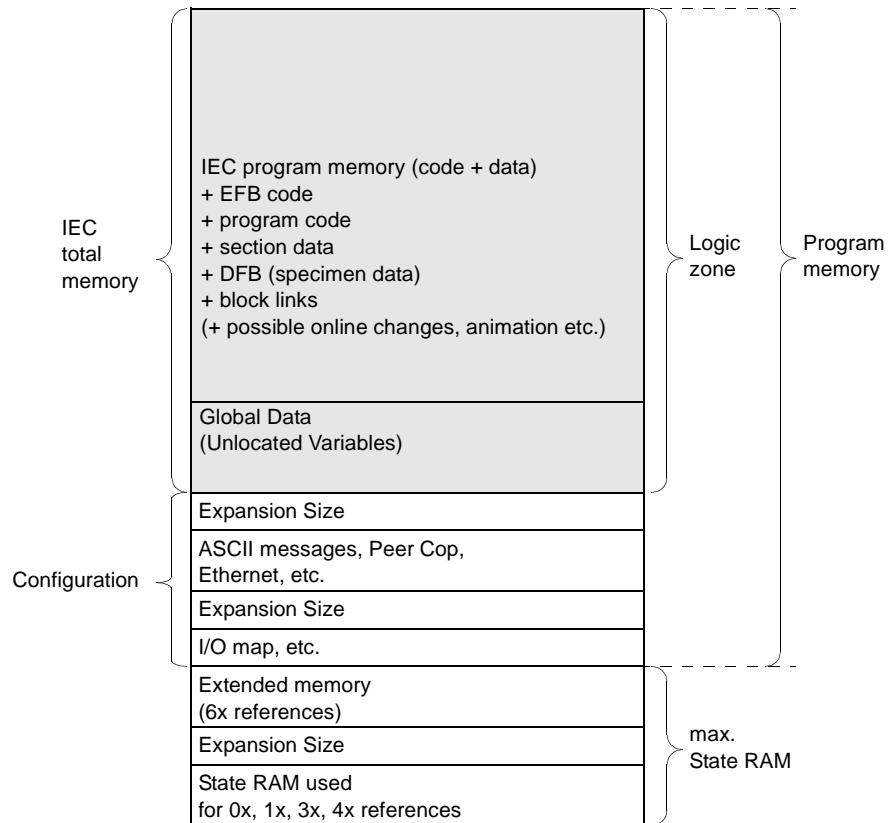 IEC program memory (code + data)
+ EFB code
+ program code
+ section data
+ DFB (specimen data)
+ block links
(+ possible online changes, animation etc.)
IEC
total
memory
Logic
zone
Program
memory
Global Data
(Unlocated Variables)
Expansion Size
ASCII messages, Peer Cop,
Ethernet, etc.
Configuration
Expansion Size
I/O map, etc.
Extended memory
(6x references)
Expansion Size
max.
State RAM
State RAM used
for 0x, 1x, 3x, 4x references